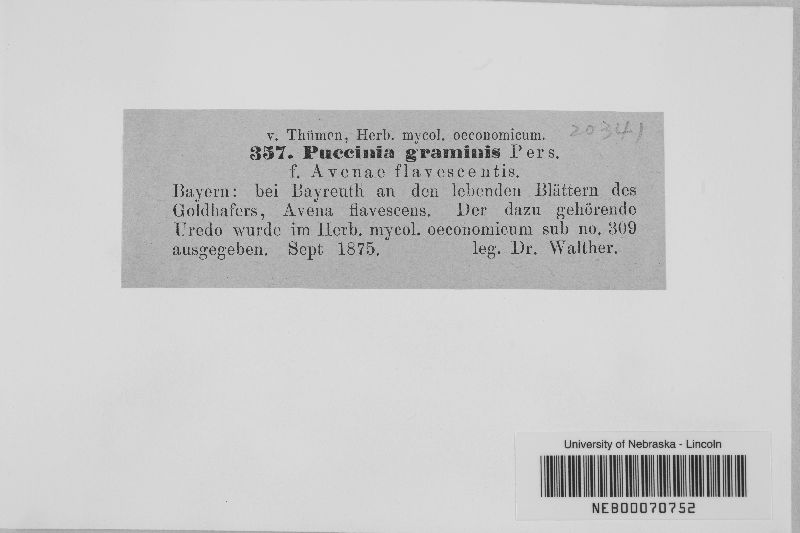 v. Thümen, Herb. mycol. oeconomicum. 20341
357. Puccinia graminis Pers.
f. Avenae flavescentis.
Bayern: bei Bayreuth an den lebenden Blättern des
Goldhafers, Avena flavescens. Der dazu gehörende
Uredo wurde im Herb. mycol. oeconomicum sub no. 309
ausgegeben. Sept 1875. leg. Dr. Walther.
University of Nebraska - Lincoln
NEB00070752